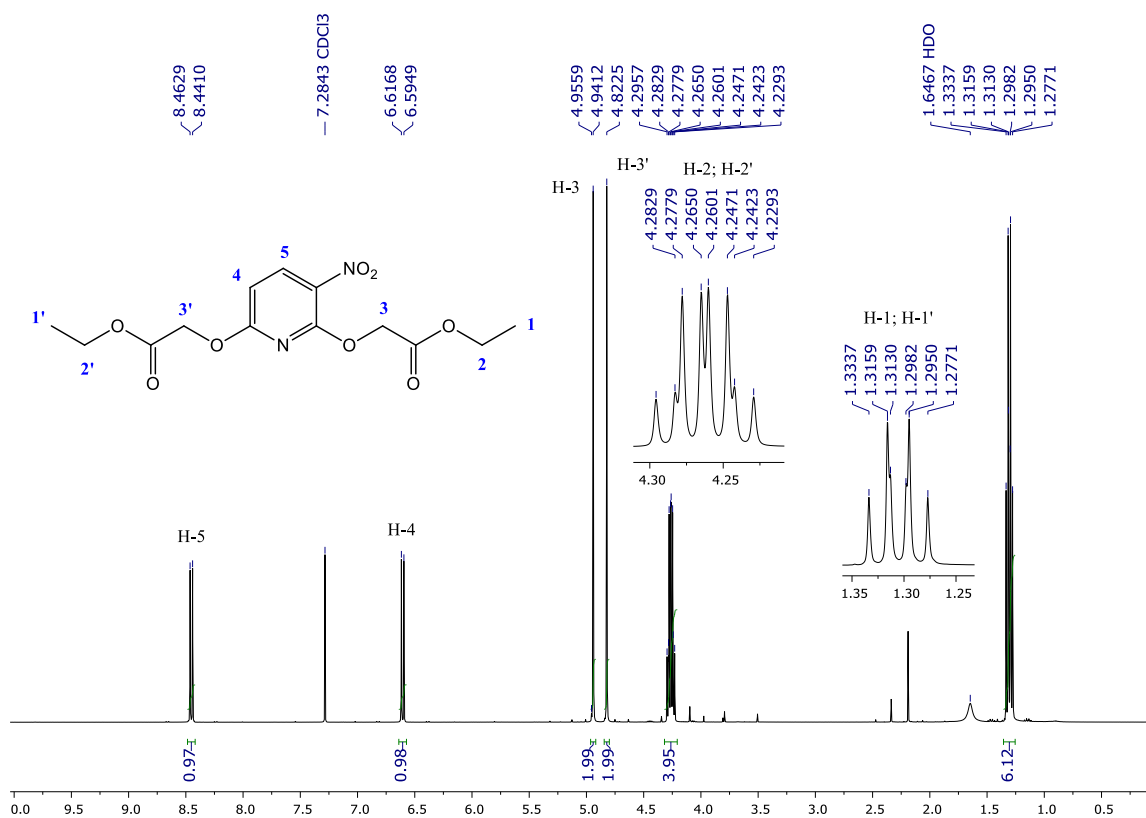 8.4629
8.4410
7.2843 CDCl3
6.6168
6.5949
4.9559
4.9412
4.8225
4.2957
4.2829
4.2779
4.2650
4.2601
4.2471
4.2423
4.2293
1.6467 HDO
1.3337
1.3159
1.3130
1.2982
1.2950
1.2771
H-3
H-3'
H-2; H-2'
4.2829
4.2779
4.2650
4.2601
4.2471
4.2423
4.2293
4.30 4.25
H-1; H-1'
1.3337
1.3159
1.3130
1.2982
1.2950
1.2771
1.35 1.30 1.25
5
4
NO2
1'
3'
3
1
O
O
N
O
O
2'
2
O
O
H-5
H-4
0.97
0.98
1.99
1.99
3.95
6.12
0.0 9.5 9.0 8.5 8.0 7.5 7.0 6.5 6.0 5.5 5.0 4.5 4.0 3.5 3.0 2.5 2.0 1.5 1.0 0.5